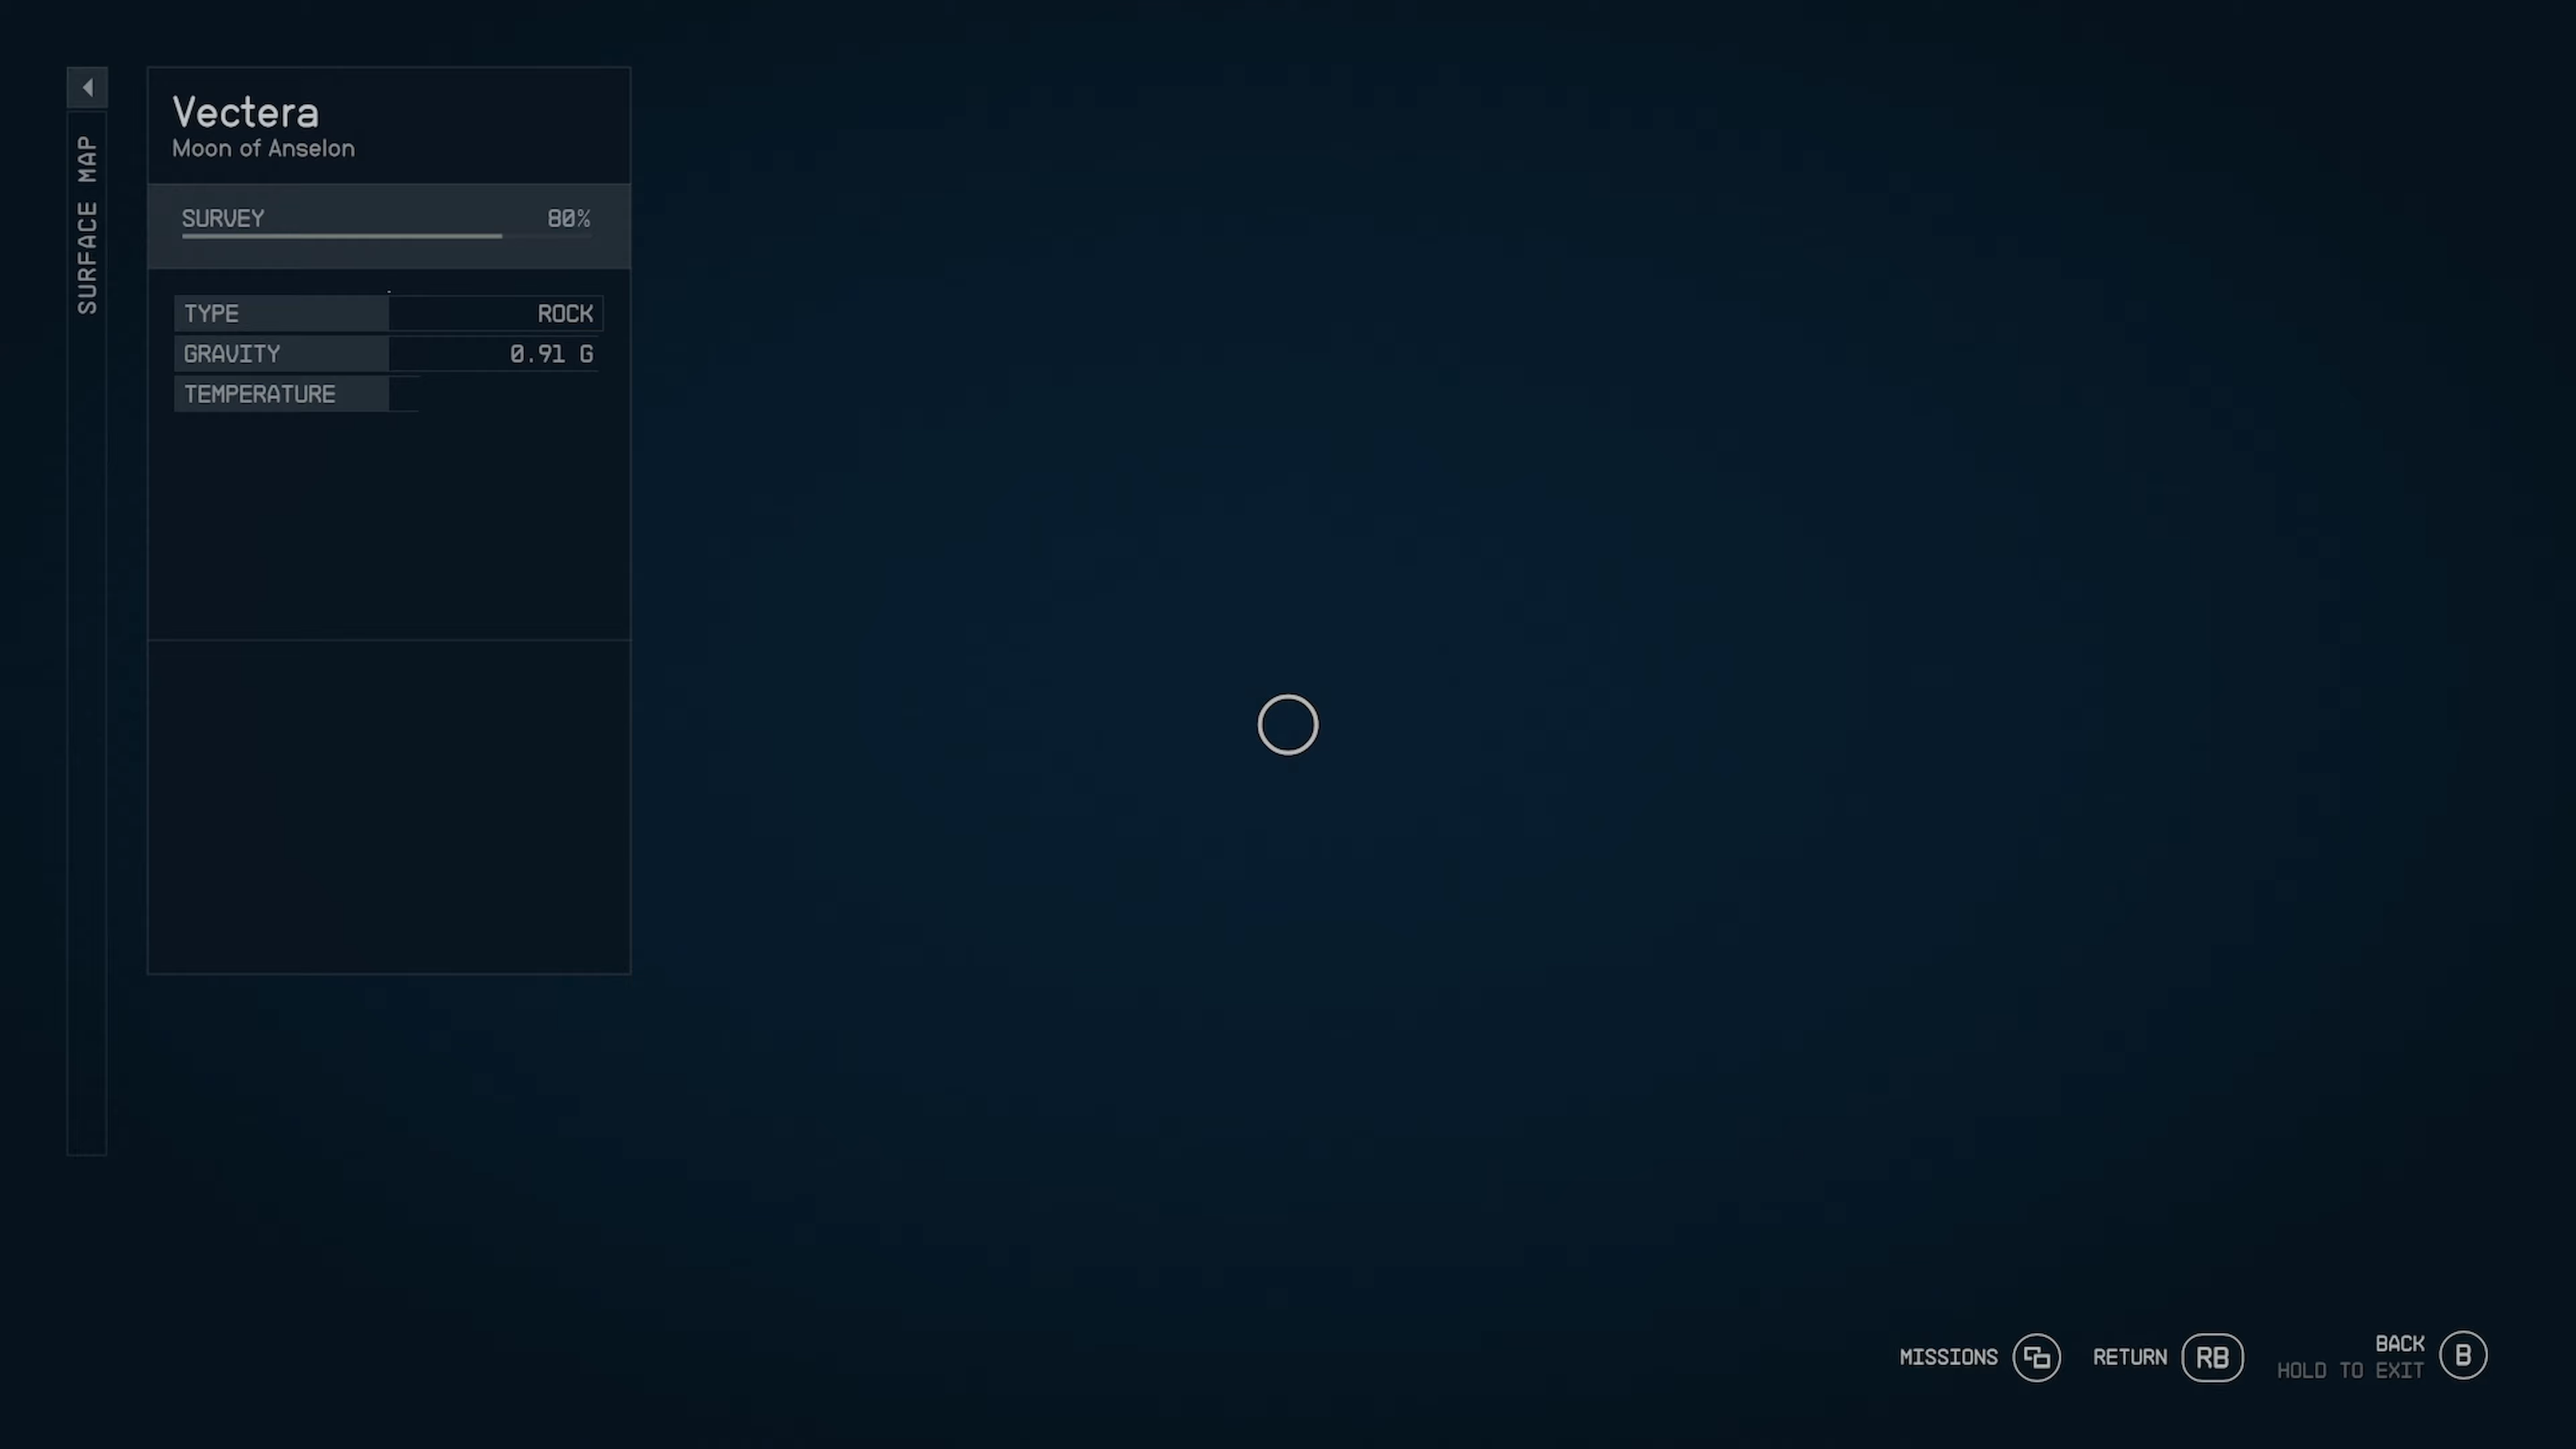 SURFACE MAP
Vectera
Moon of Anselon
SURVEY 80%
TYPE ROCK
GRAVITY 0.91 G
TEMPERATURE
MISSIONS
RETURN RB
BACK B
HOLD TO EXIT